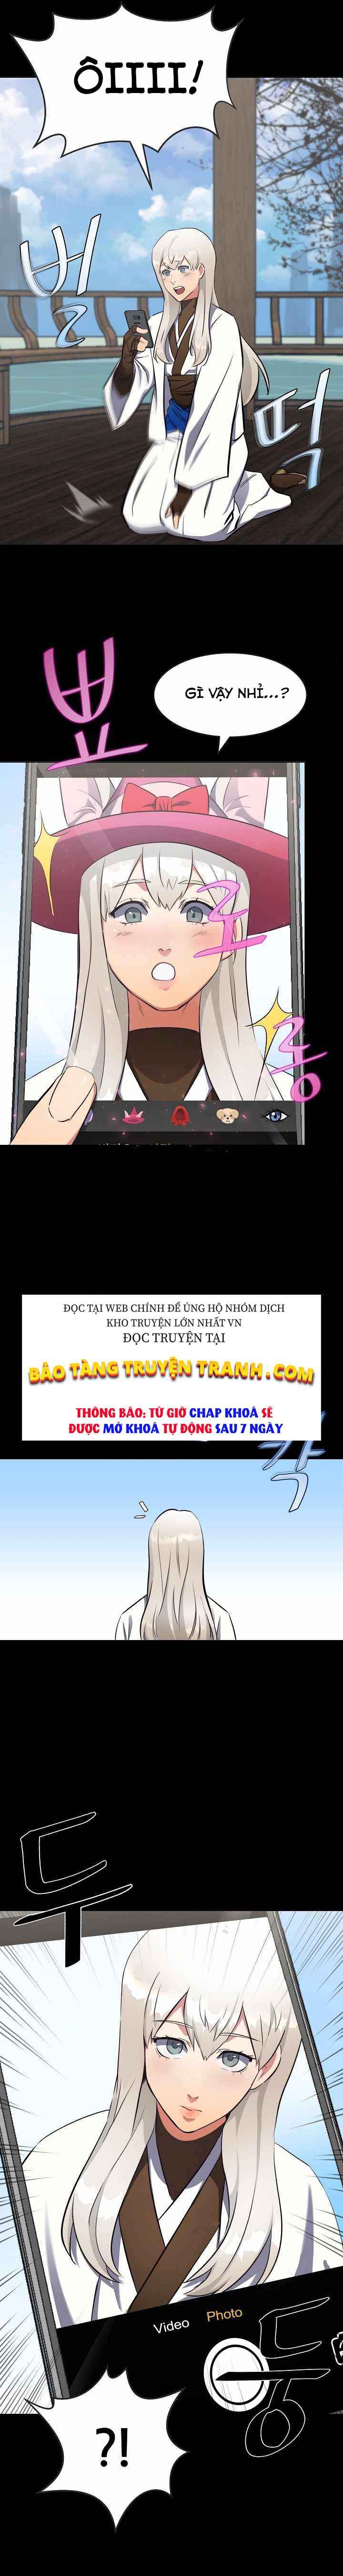 ÔIIII!
벌
떡
GÌ VẬY NHỈ...?
뾰
로
롱
ĐỌC TẠI WEB CHÍNH ĐỂ ỦNG HỘ NHÓM DỊCH
KHO TRUYỆN LỚN NHẤT VN
ĐỌC TRUYỆN TẠI
BẢO TÀNG TRUYỆN TRANH.COM
THÔNG BÁO: TỪ GIỜ CHAP KHOÁ SẼ
ĐƯỢC MỞ KHOÁ TỰ ĐỘNG SAU 7 NGÀY
칵
두
Video Photo
둥
?!